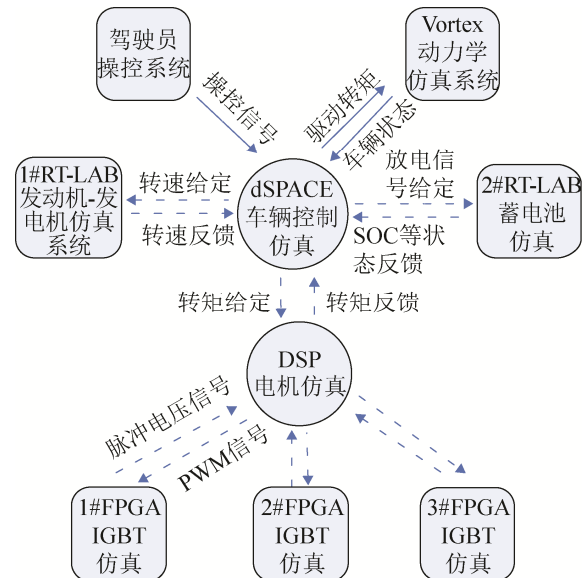 驾驶员
操控系统
Vortex
动力学
仿真系统
操控信号
驱动转矩
车辆状态
1#RT-LAB
发动机-发
电机仿真
系统
转速给定
转速反馈
dSPACE
车辆控制
仿真
放电信
号给定
SOC等状
态反馈
2#RT-LAB
蓄电池
仿真
转矩给定
转矩反馈
DSP
电机仿真
脉冲电压信号
PWM信号
1#FPGA
IGBT
仿真
2#FPGA
IGBT
仿真
3#FPGA
IGBT
仿真